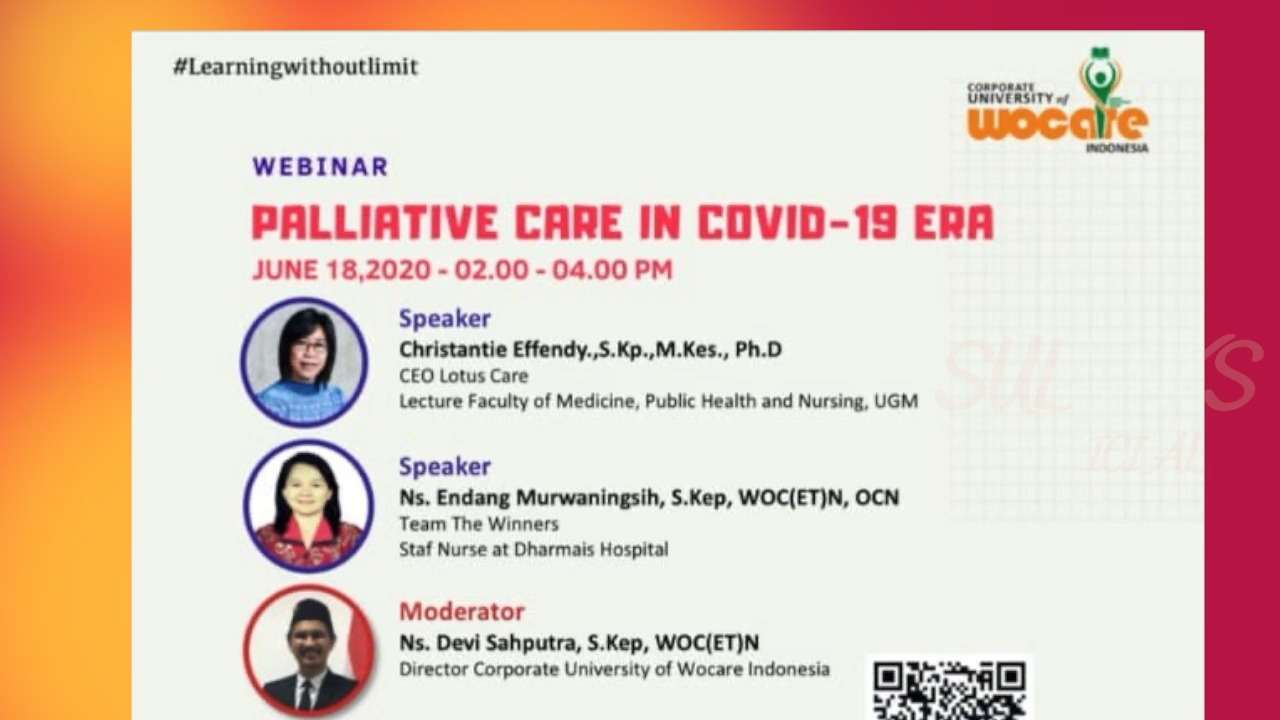 #Learningwithoutlimit
CORPORATE
UNIVERSITY of
wocare
INDONESIA
WEBINAR
PALLIATIVE CARE IN COVID-19 ERA
JUNE 18,2020 - 02.00 - 04.00 PM
Speaker
Christantie Effendy.,S.Kp.,M.Kes., Ph.D
CEO Lotus Care
Lecture Faculty of Medicine, Public Health and Nursing, UGM
Speaker
Ns. Endang Murwaningsih, S.Kep, WOC(ET)N, OCN
Team The Winners
Staf Nurse at Dharmais Hospital
Moderator
Ns. Devi Sahputra, S.Kep, WOC(ET)N
Director Corporate University of Wocare Indonesia